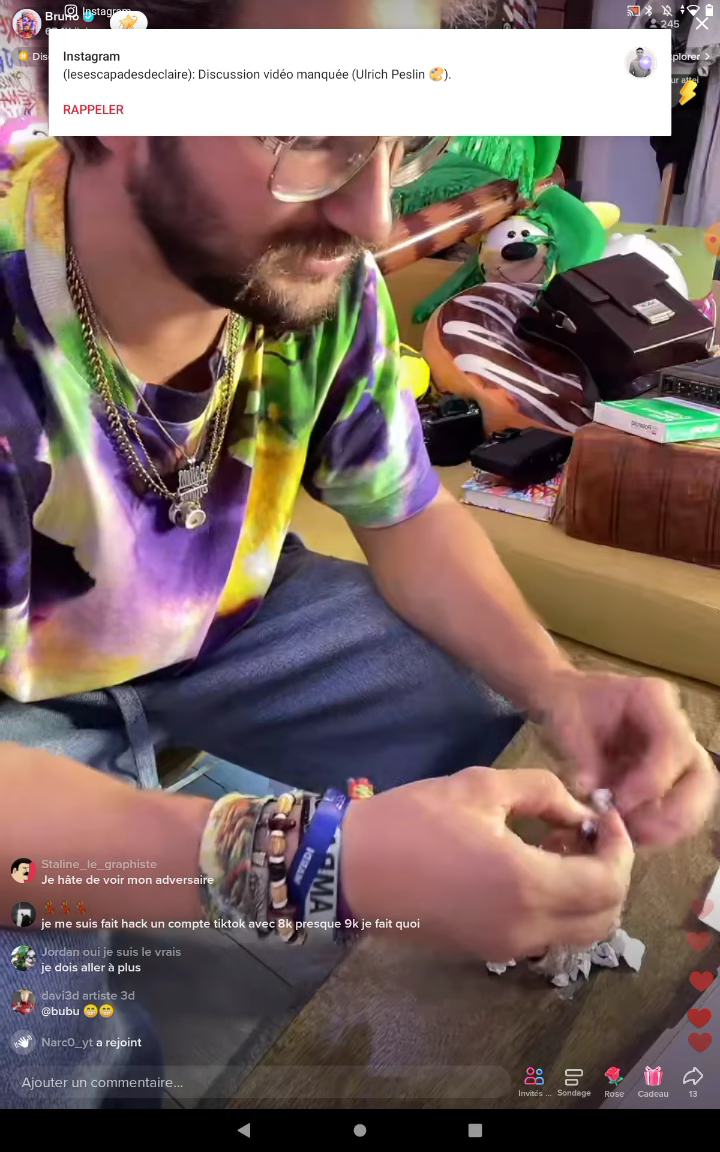 Instagram
Bruno
245
Instagram
(lesescapadesdeclaire): Discussion vidéo manquée (Ulrich Peslin 🎨).
RAPPELER
Staline_le_graphiste
Je hâte de voir mon adversaire
💃💃💃
je me suis fait hack un compte tiktok avec 8k presque 9k je fait quoi
Jordan oui je suis le vrais
je dois aller à plus
davi3d artiste 3d
@bubu 😁😁
Narc0_yt a rejoint
Ajouter un commentaire...
Invités ...
Sondage
Rose
Cadeau
13